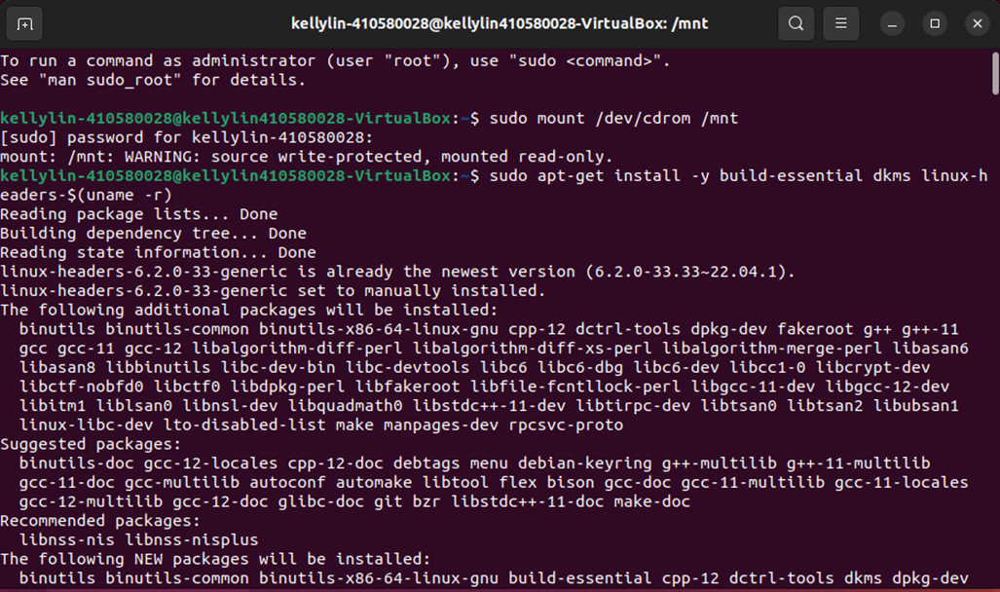 kellylin-410580028@kellylin410580028-VirtualBox: /mnt
To run a command as administrator (user "root"), use "sudo <command>".
See "man sudo_root" for details.
kellylin-410580028@kellylin410580028-VirtualBox:~$ sudo mount /dev/cdrom /mnt
[sudo] password for kellylin-410580028:
mount: /mnt: WARNING: source write-protected, mounted read-only.
kellylin-410580028@kellylin410580028-VirtualBox:~$ sudo apt-get install -y build-essential dkms linux-h
eaders-$(uname -r)
Reading package lists... Done
Building dependency tree... Done
Reading state information... Done
linux-headers-6.2.0-33-generic is already the newest version (6.2.0-33.33~22.04.1).
linux-headers-6.2.0-33-generic set to manually installed.
The following additional packages will be installed:
  binutils binutils-common binutils-x86-64-linux-gnu cpp-12 dctrl-tools dpkg-dev fakeroot g++ g++-11
  gcc gcc-11 gcc-12 libalgorithm-diff-perl libalgorithm-diff-xs-perl libalgorithm-merge-perl libasan6
  libasan8 libbinutils libc-dev-bin libc-devtools libc6 libc6-dbg libc6-dev libcc1-0 libcrypt-dev
  libctf-nobfd0 libctf0 libdpkg-perl libfakeroot libfile-fcntllock-perl libgcc-11-dev libgcc-12-dev
  libitm1 liblsan0 libnsl-dev libquadmath0 libstdc++-11-dev libtirpc-dev libtsan0 libtsan2 libubsan1
  linux-libc-dev lto-disabled-list make manpages-dev rpcsvc-proto
Suggested packages:
  binutils-doc gcc-12-locales cpp-12-doc debtags menu debian-keyring g++-multilib g++-11-multilib
  gcc-11-doc gcc-multilib autoconf automake libtool flex bison gcc-doc gcc-11-multilib gcc-11-locales
  gcc-12-multilib gcc-12-doc glibc-doc git bzr libstdc++-11-doc make-doc
Recommended packages:
  libnss-nis libnss-nisplus
The following NEW packages will be installed:
  binutils binutils-common binutils-x86-64-linux-gnu build-essential cpp-12 dctrl-tools dkms dpkg-dev